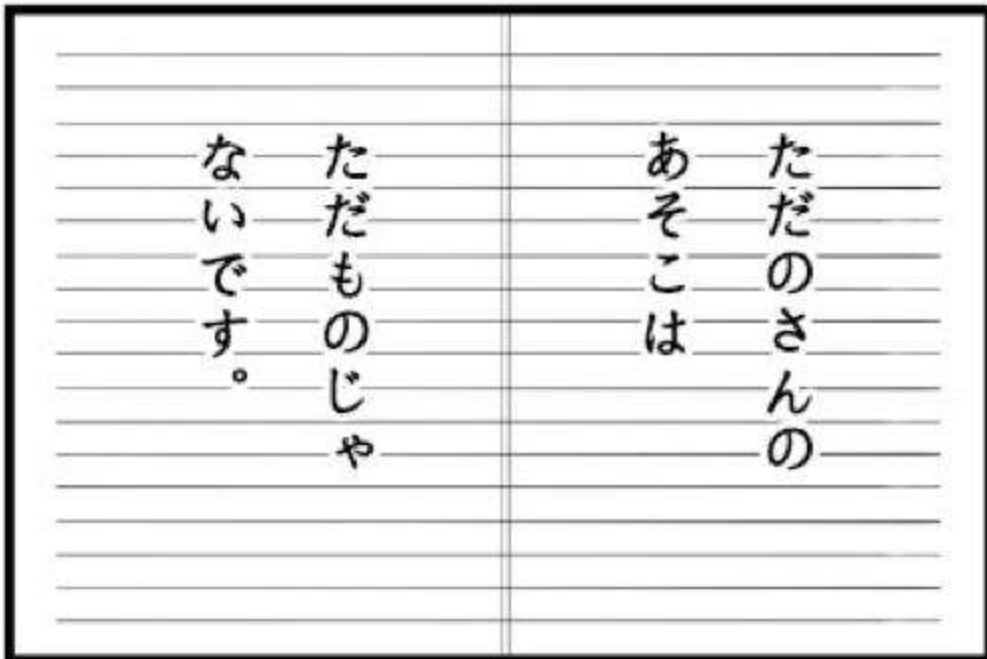 ただのさんの
あそこは
ただものじゃ
ないです。